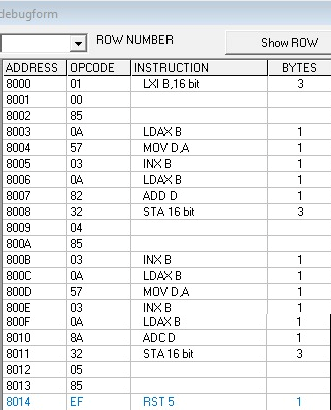 debugform
ROW NUMBER Show ROW
ADDRESS OPCODE INSTRUCTION BYTES
8000 01 LXI B,16 bit 3
8001 00
8002 85
8003 0A LDAX B 1
8004 57 MOV D,A 1
8005 03 INX B 1
8006 0A LDAX B 1
8007 82 ADD D 1
8008 32 STA 16 bit 3
8009 04
800A 85
800B 03 INX B 1
800C 0A LDAX B 1
800D 57 MOV D,A 1
800E 03 INX B 1
800F 0A LDAX B 1
8010 8A ADC D 1
8011 32 STA 16 bit 3
8012 05
8013 85
8014 EF RST 5 1